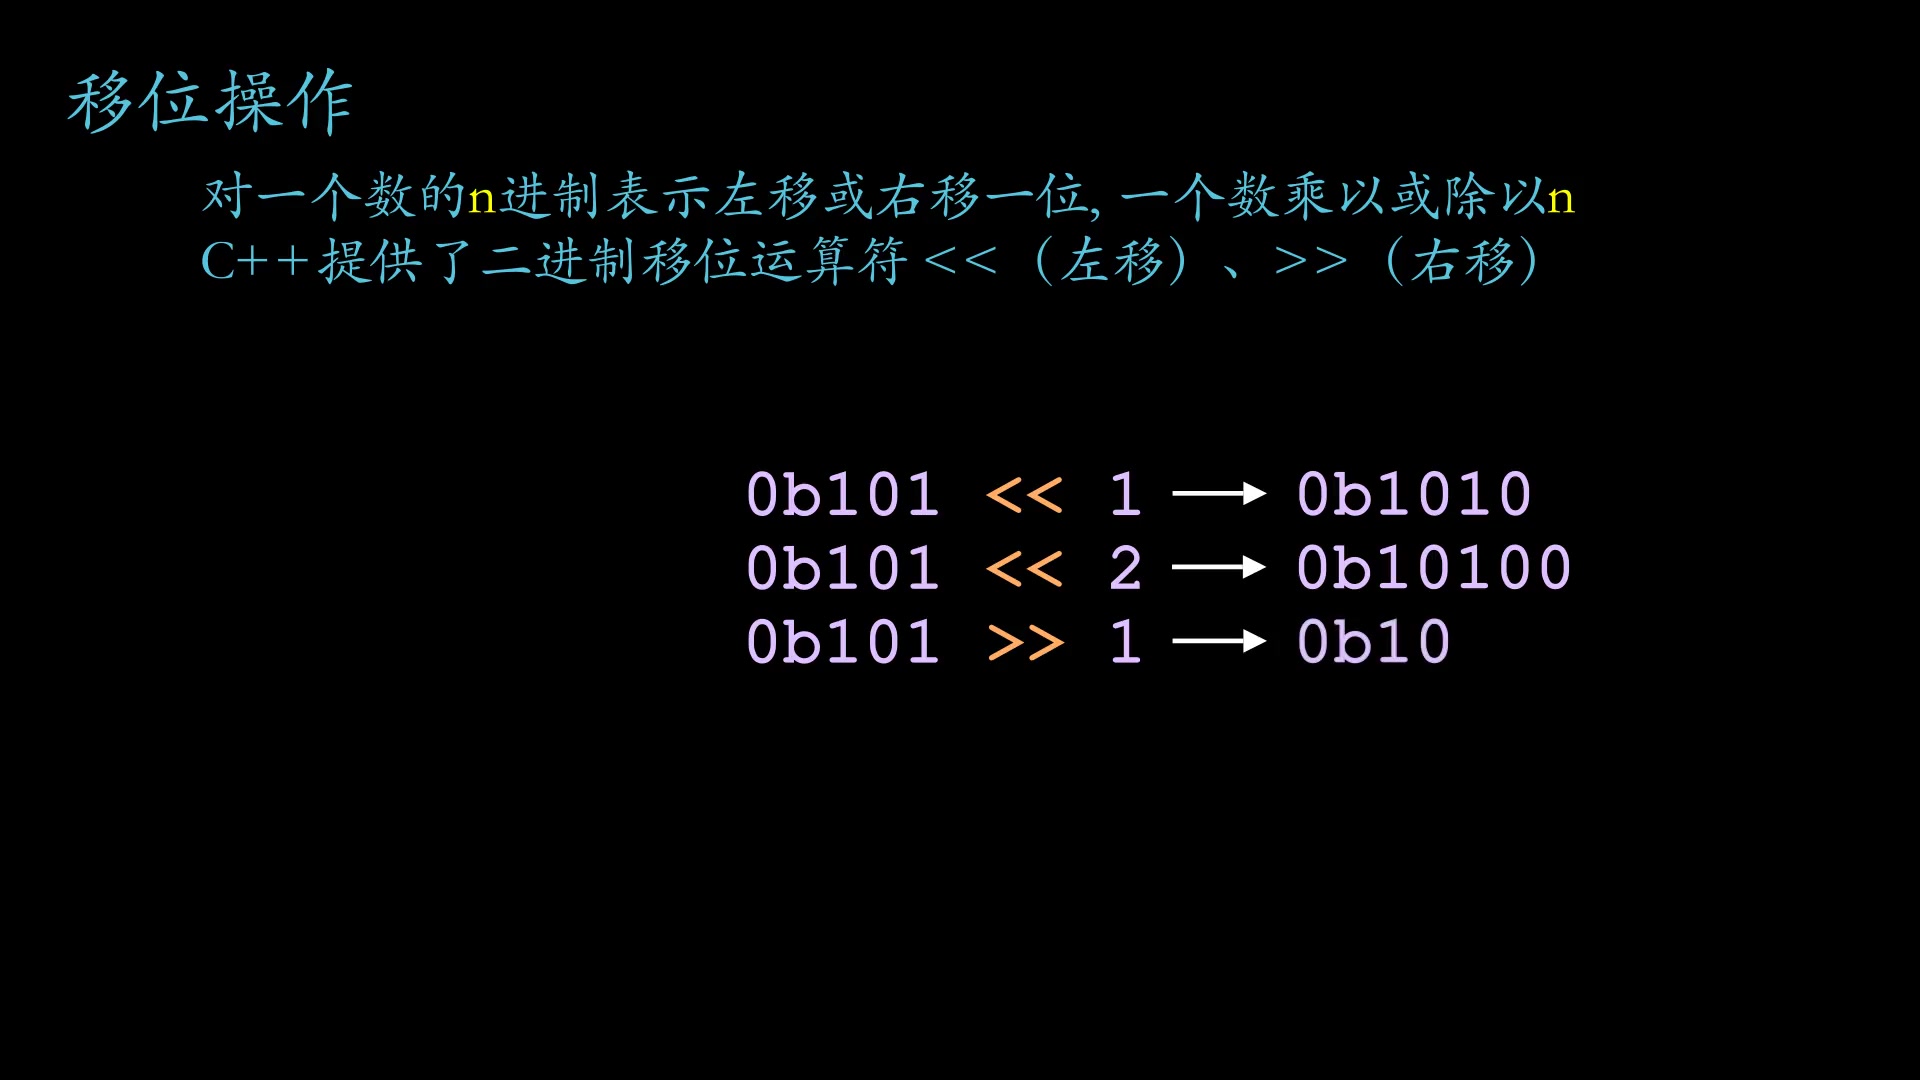 移位操作
对一个数的n进制表示左移或右移一位, 一个数乘以或除以n
C++提供了二进制移位运算符 <<（左移）、>>（右移）
0b101 << 1 → 0b1010
0b101 << 2 → 0b10100
0b101 >> 1 → 0b10